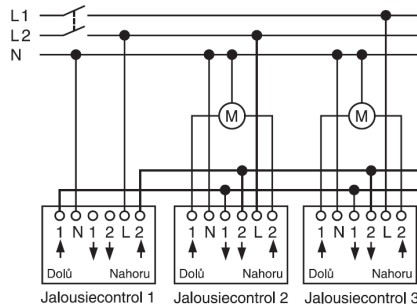 L1
L2
N
M M
1 N 1 2 L 2 1 N 1 2 L 2 1 N 1 2 L 2
Dolů Nahoru Dolů Nahoru Dolů Nahoru
Jalousiecontrol 1 Jalousiecontrol 2 Jalousiecontrol 3